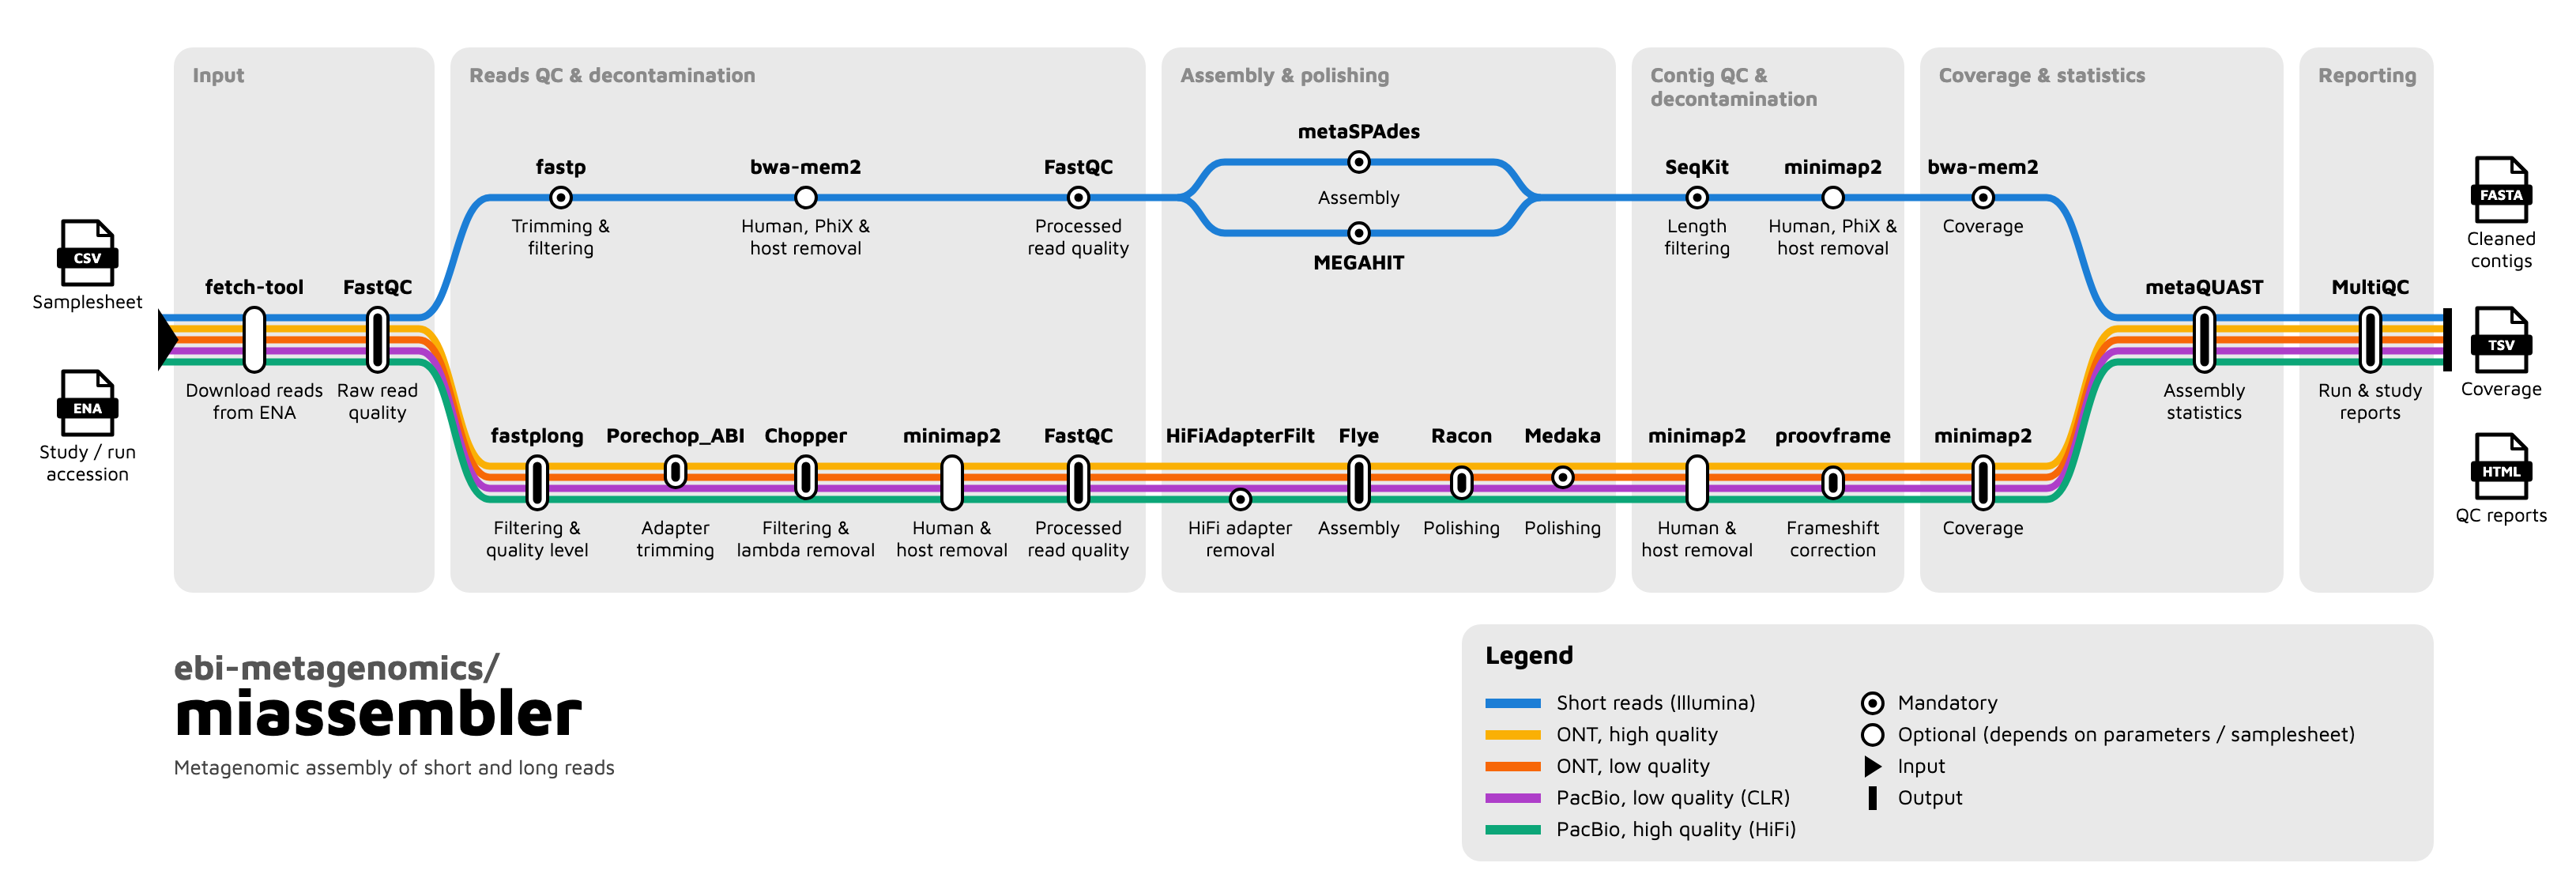 Input
Reads QC & decontamination
Assembly & polishing
Contig QC &
decontamination
Coverage & statistics
Reporting
CSV
Samplesheet
ENA
Study / run
accession
fetch-tool
Download reads
from ENA
FastQC
Raw read
quality
fastp
Trimming &
filtering
bwa-mem2
Human, PhiX &
host removal
FastQC
Processed
read quality
metaSPAdes
Assembly
MEGAHIT
SeqKit
Length
filtering
minimap2
Human, PhiX &
host removal
bwa-mem2
Coverage
fastplong
Filtering &
quality level
Porechop_ABI
Adapter
trimming
Chopper
Filtering &
lambda removal
minimap2
Human &
host removal
FastQC
Processed
read quality
HiFiAdapterFilt
HiFi adapter
removal
Flye
Assembly
Racon
Polishing
Medaka
Polishing
minimap2
Human &
host removal
proovframe
Frameshift
correction
minimap2
Coverage
metaQUAST
Assembly
statistics
MultiQC
Run & study
reports
FASTA
Cleaned
contigs
TSV
Coverage
HTML
QC reports
ebi-metagenomics/
miassembler
Metagenomic assembly of short and long reads
Legend
Short reads (Illumina)
ONT, high quality
ONT, low quality
PacBio, low quality (CLR)
PacBio, high quality (HiFi)
Mandatory
Optional (depends on parameters / samplesheet)
Input
Output